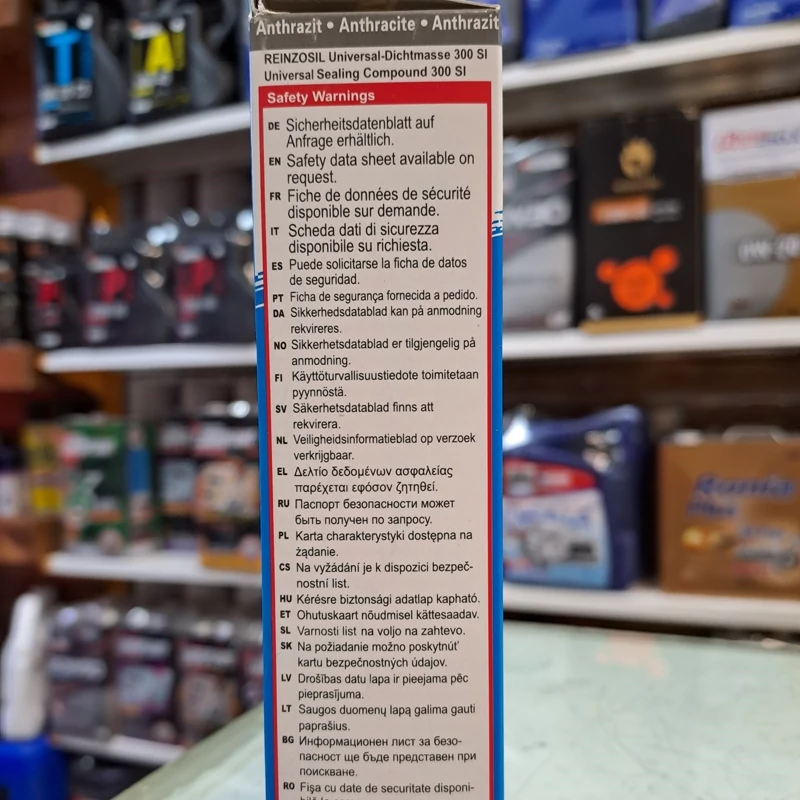 Anthrazit • Anthracite • Anthrazit
REINZOSIL Universal-Dichtmasse 300 SI
Universal Sealing Compound 300 SI
Safety Warnings
DE Sicherheitsdatenblatt auf
Anfrage erhältlich.
EN Safety data sheet available on
request.
FR Fiche de données de sécurité
disponible sur demande.
IT Scheda dati di sicurezza
disponibile su richiesta.
ES Puede solicitarse la ficha de datos
de seguridad.
PT Ficha de segurança fornecida a pedido.
DA Sikkerhedsdatablad kan på anmodning
rekvireres.
NO Sikkerhetsdatablad er tilgjengelig på
anmodning.
FI Käyttöturvallisuustiedote toimitetaan
pyynnöstä.
SV Säkerhetsdatablad finns att
rekvirera.
NL Veiligheidsinformatieblad op verzoek
verkrijgbaar.
EL Δελτίο δεδομένων ασφαλείας
παρέχεται εφόσον ζητηθεί.
RU Паспорт безопасности может
быть получен по запросу.
PL Karta charakterystyki dostępna na
żądanie.
CS Na vyžádání je k dispozici bezpeč-
nostní list.
HU Kérésre biztonsági adatlap kapható.
ET Ohutuskaart nõudmisel kättesaadav.
SL Varnosti list na voljo na zahtevo.
SK Na požiadanie možno poskytnúť
kartu bezpečnostných údajov.
LV Drošības datu lapa ir pieejama pēc
pieprasījuma.
LT Saugos duomenų lapą galima gauti
paprašius.
BG Информационен лист за безо-
пасност ще бъде представен при
поискване.
RO Fişa cu date de securitate disponi-